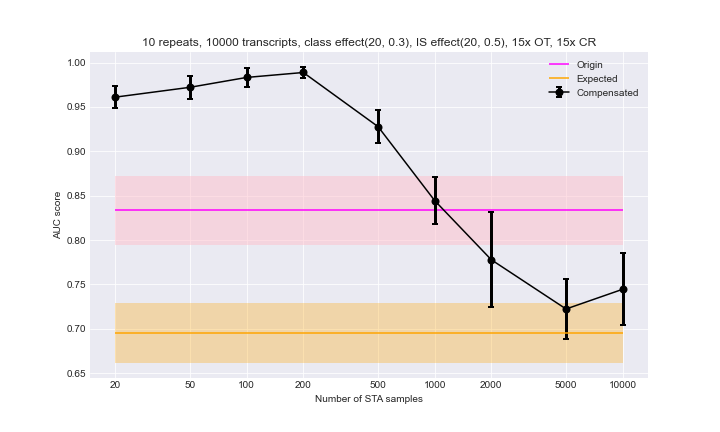 10 repeats, 10000 transcripts, class effect(20, 0.3), IS effect(20, 0.5), 15x OT, 15x CR
Origin
Expected
Compensated
AUC score
1.00
0.95
0.90
0.85
0.80
0.75
0.70
0.65
20 50 100 200 500 1000 2000 5000 10000
Number of STA samples